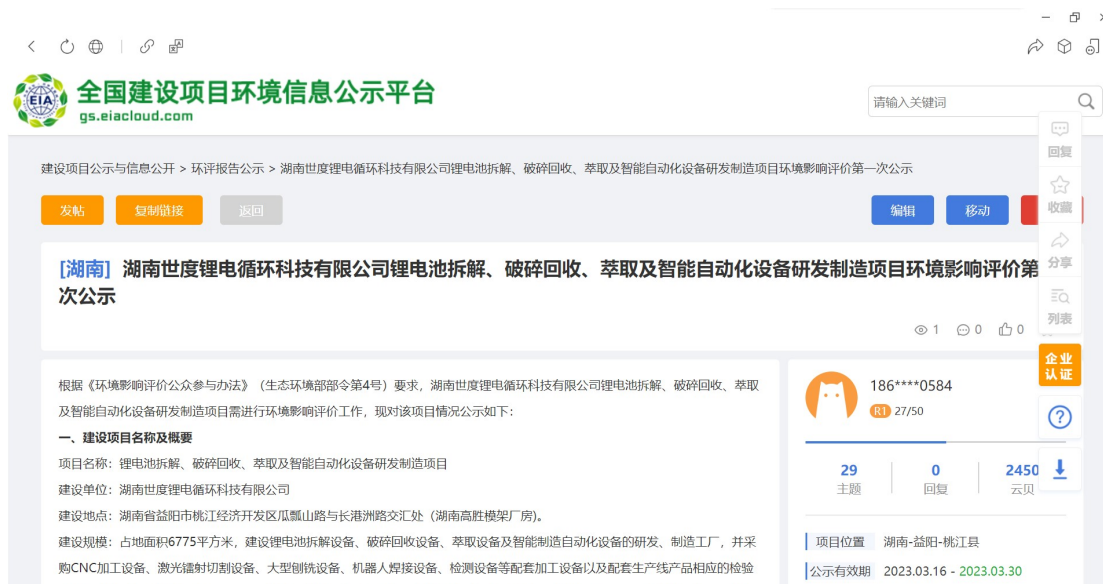 全国建设项目环境信息公示平台
gs.eiacloud.com
EIA
请输入关键词
回复
建设项目公示与信息公开 > 环评报告公示 > 湖南世度锂电循环科技有限公司锂电池拆解、破碎回收、萃取及智能自动化设备研发制造项目环境影响评价第一次公示
发帖
复制链接
返回
编辑
移动
收藏
[湖南] 湖南世度锂电循环科技有限公司锂电池拆解、破碎回收、萃取及智能自动化设备研发制造项目环境影响评价第
次公示
分享
列表
1
0
0
企业
认证
根据《环境影响评价公众参与办法》（生态环境部部令第4号）要求，湖南世度锂电循环科技有限公司锂电池拆解、破碎回收、萃取
及智能自动化设备研发制造项目需进行环境影响评价工作，现对该项目情况公示如下：
一、建设项目名称及概要
项目名称：锂电池拆解、破碎回收、萃取及智能自动化设备研发制造项目
建设单位：湖南世度锂电循环科技有限公司
建设地点：湖南省益阳市桃江经济开发区瓜瓢山路与长港洲路交汇处（湖南高胜模架厂房)。
建设规模：占地面积6775平方米，建设锂电池拆解设备、破碎回收设备、萃取设备及智能制造自动化设备的研发、制造工厂，并采
购CNC加工设备、激光镭射切割设备、大型刨铣设备、机器人焊接设备、检测设备等配套加工设备以及配套生产线产品相应的检验
186****0584
R1 27/50
29
主题
0
回复
2450
云贝
项目位置 湖南-益阳-桃江县
公示有效期 2023.03.16 - 2023.03.30